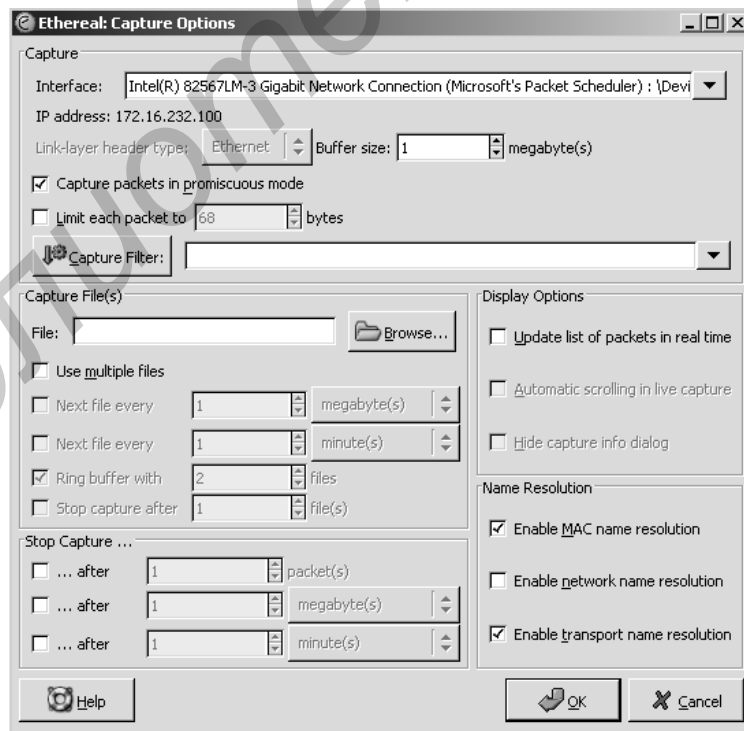 Ethereal: Capture Options
Capture
Interface: Intel(R) 82567LM-3 Gigabit Network Connection (Microsoft's Packet Scheduler) : \Devi
IP address: 172.16.232.100
Link-layer header type: Ethernet Buffer size: 1 megabyte(s)
Capture packets in promiscuous mode
Limit each packet to 68 bytes
Capture Filter:
Capture File(s)
File: Browse...
Use multiple files
Next file every 1 megabyte(s)
Next file every 1 minute(s)
Ring buffer with 2 files
Stop capture after 1 file(s)
Stop Capture ...
... after 1 packet(s)
... after 1 megabyte(s)
... after 1 minute(s)
Display Options
Update list of packets in real time
Automatic scrolling in live capture
Hide capture info dialog
Name Resolution
Enable MAC name resolution
Enable network name resolution
Enable transport name resolution
Help OK Cancel